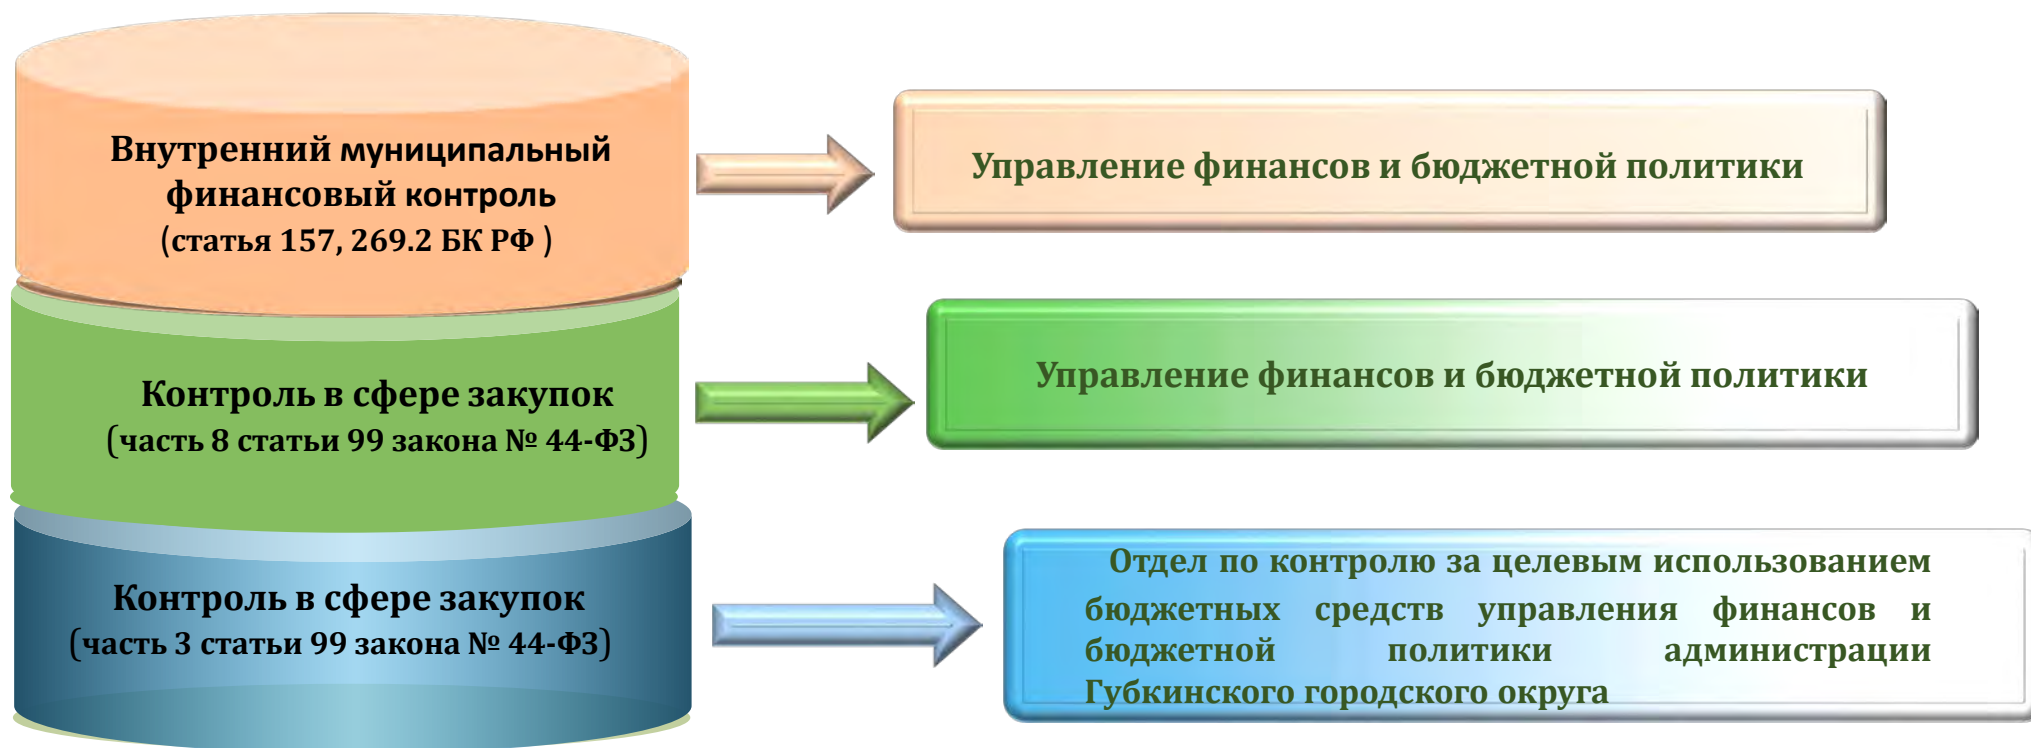 Внутренний муниципальный
финансовый контроль
(статья 157, 269.2 БК РФ )
Управление финансов и бюджетной политики
Контроль в сфере закупок
(часть 8 статьи 99 закона № 44-ФЗ)
Управление финансов и бюджетной политики
Контроль в сфере закупок
(часть 3 статьи 99 закона № 44-ФЗ)
Отдел по контролю за целевым использованием
бюджетных средств управления финансов и
бюджетной политики администрации
Губкинского городского округа